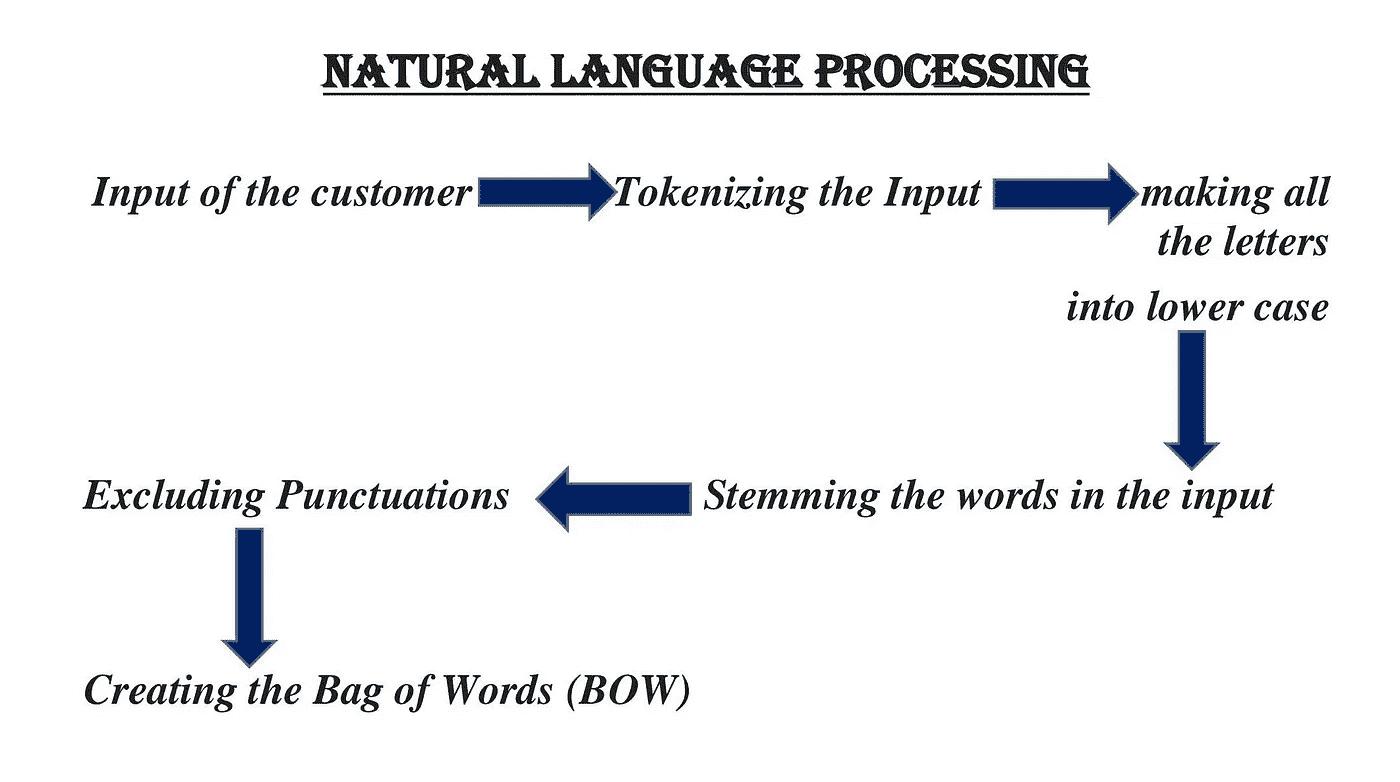 NATURAL LANGUAGE PROCESSING
Input of the customer Tokenizing the Input making all
the letters
into lower case
Stemming the words in the input
Excluding Punctuations
Creating the Bag of Words (BOW)